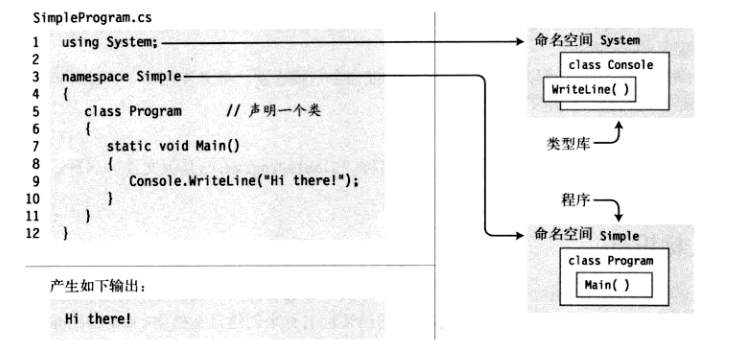 SimpleProgram.cs
1 using System;
2
3 namespace Simple
4 {
5 class Program // 声明一个类
6 {
7 static void Main()
8 {
9 Console.WriteLine("Hi there!");
10 }
11 }
12 }
产生如下输出：
Hi there!
命名空间 System
class Console
WriteLine( )
类型库
程序
命名空间 Simple
class Program
Main( )